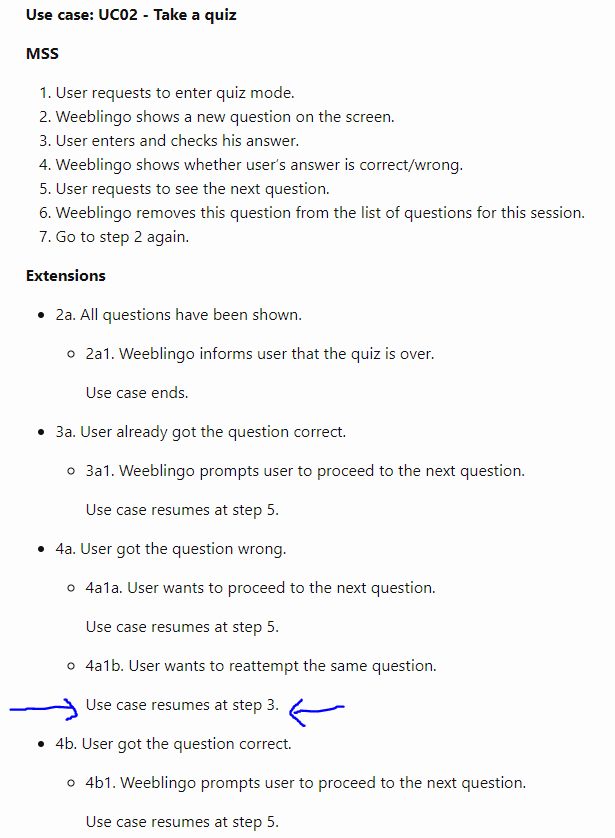 Use case: UC02 - Take a quiz
MSS
1. User requests to enter quiz mode.
2. Weeblingo shows a new question on the screen.
3. User enters and checks his answer.
4. Weeblingo shows whether user's answer is correct/wrong.
5. User requests to see the next question.
6. Weeblingo removes this question from the list of questions for this session.
7. Go to step 2 again.
Extensions
• 2a. All questions have been shown.
◦ 2a1. Weeblingo informs user that the quiz is over.
Use case ends.
• 3a. User already got the question correct.
◦ 3a1. Weeblingo prompts user to proceed to the next question.
Use case resumes at step 5.
• 4a. User got the question wrong.
◦ 4a1a. User wants to proceed to the next question.
Use case resumes at step 5.
◦ 4a1b. User wants to reattempt the same question.
Use case resumes at step 3.
• 4b. User got the question correct.
◦ 4b1. Weeblingo prompts user to proceed to the next question.
Use case resumes at step 5.